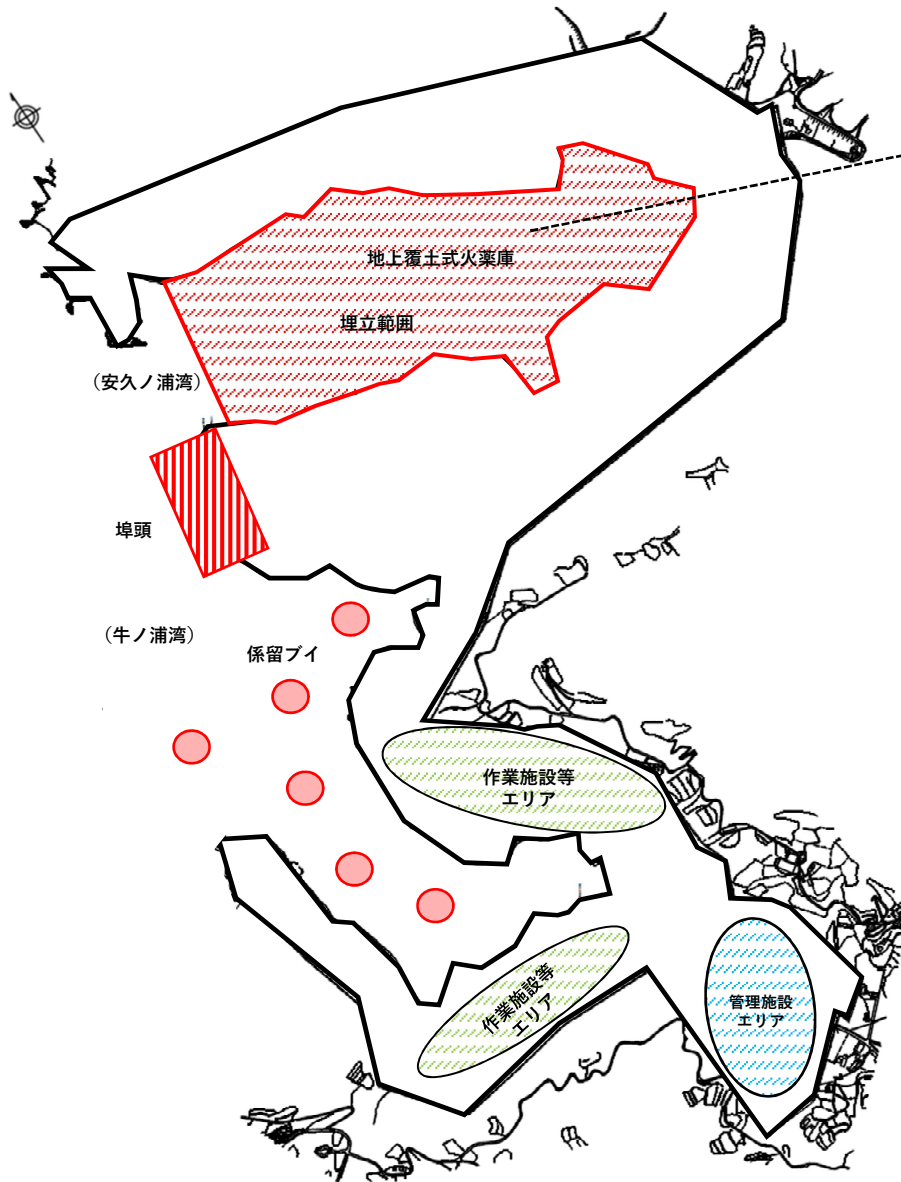 地上覆土式火薬庫
埋立範囲
（安久ノ浦湾）
埠頭
（牛ノ浦湾）
係留ブイ
作業施設等
エリア
作業施設等
エリア
管理施設
エリア